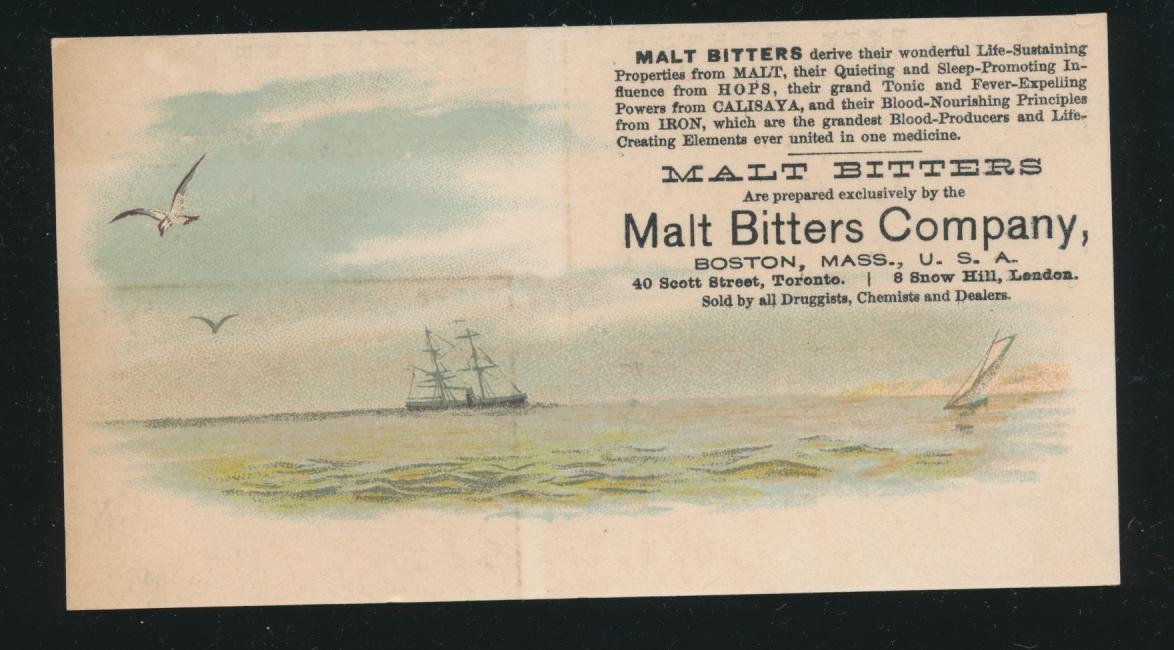 MALT BITTERS derive their wonderful Life-Sustaining
Properties from MALT, their Quieting and Sleep-Promoting In-
fluence from HOPS, their grand Tonic and Fever-Expelling
Powers from CALISAYA, and their Blood-Nourishing Principles
from IRON, which are the grandest Blood-Producers and Life-
Creating Elements ever united in one medicine.
MALT BITTERS
Are prepared exclusively by the
Malt Bitters Company,
BOSTON, MASS., U. S. A.
40 Scott Street, Toronto. | 8 Snow Hill, London.
Sold by all Druggists, Chemists and Dealers.